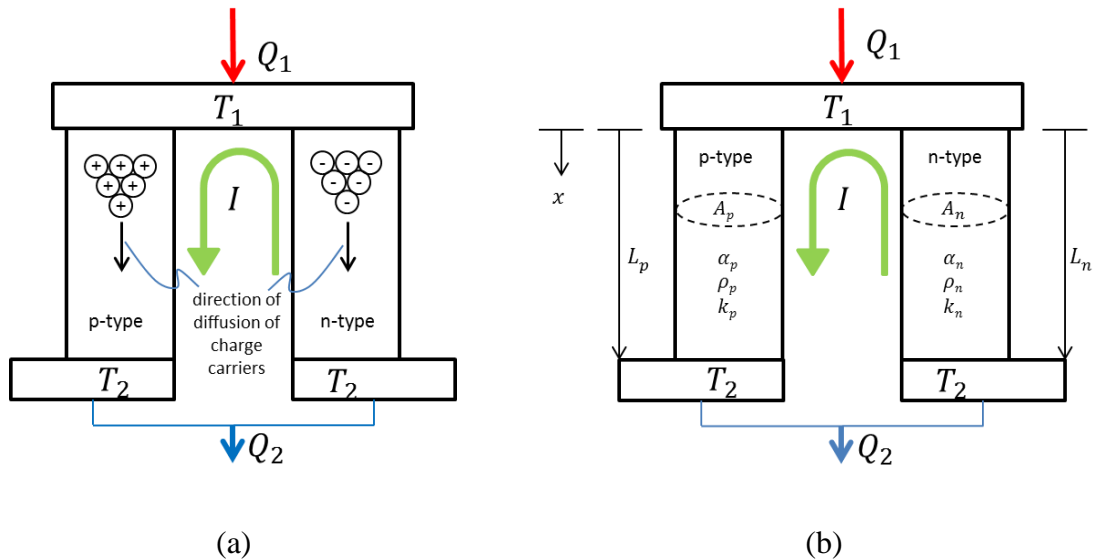 Q₁
T₁
+ + +
+ +
+
- - -
- -
-
I
direction of
diffusion of
charge
carriers
p-type
n-type
T₂
T₂
Q₂
(a)
Q₁
T₁
p-type
n-type
x
I
Aₚ
Aₙ
Lₚ
Lₙ
αₚ
ρₚ
kₚ
αₙ
ρₙ
kₙ
T₂
T₂
Q₂
(b)